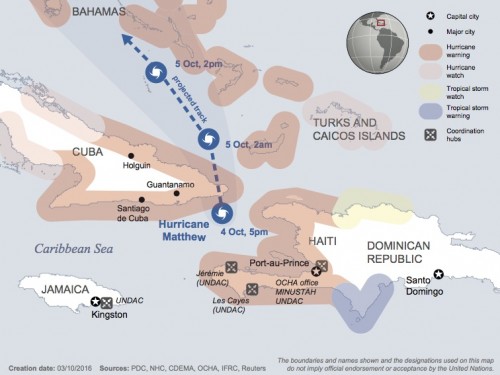 BAHAMAS
5 Oct, 2pm
projected track
5 Oct, 2am
TURKS AND
CAICOS ISLANDS
CUBA
Holguin
Guantanamo
Santiago
de Cuba
Hurricane
Matthew
4 Oct, 5pm
Caribbean Sea
HAITI
DOMINICAN
REPUBLIC
Port-au-Prince
Jérémie
(UNDAC)
OCHA office
MINUSTAH
UNDAC
Les Cayes
(UNDAC)
Santo
Domingo
JAMAICA
UNDAC
Kingston
Capital city
Major city
Hurricane
warning
Hurricane
watch
Tropical storm
watch
Tropical storm
warning
Coordination
hubs
The boundaries and names shown and the designations used on this map
do not imply official endorsement or acceptance by the United Nations.
Creation date: 03/10/2016 Sources: PDC, NHC, CDEMA, OCHA, IFRC, Reuters